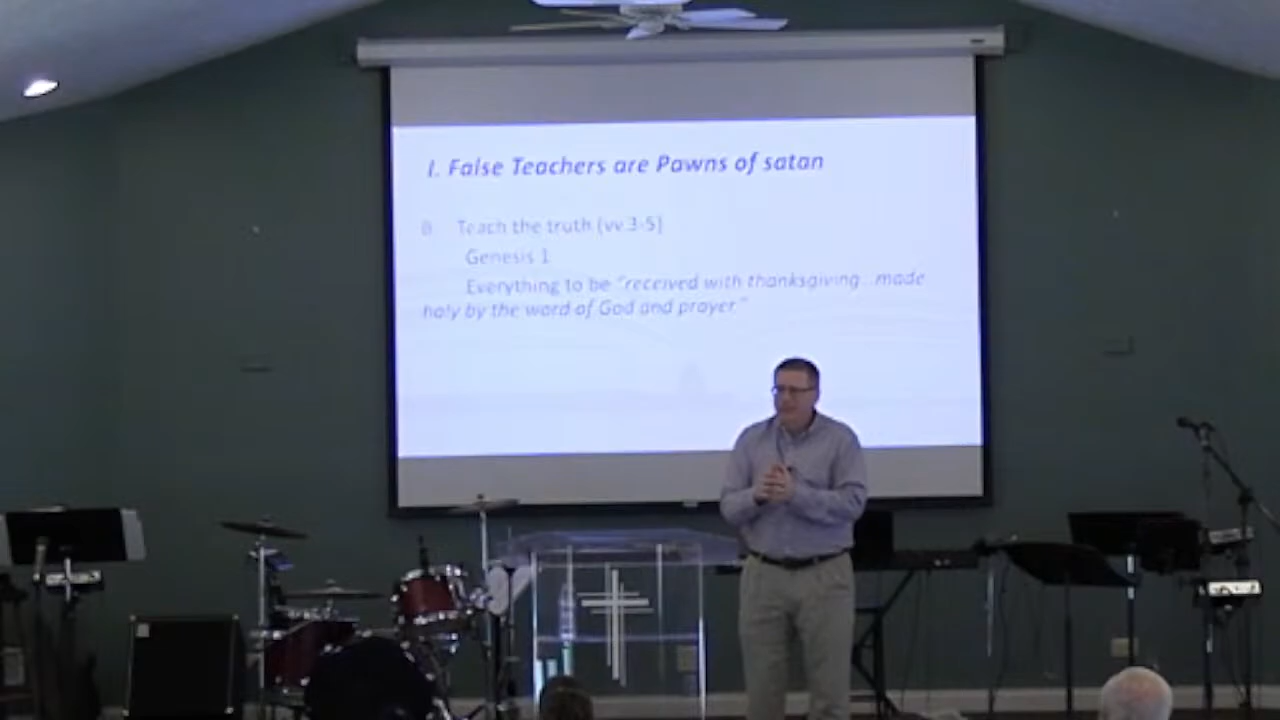 I. False Teachers are Pawns of satan
B. Teach the truth (vv.3-5)
Genesis 1
Everything to be "received with thanksgiving...made
holy by the word of God and prayer"